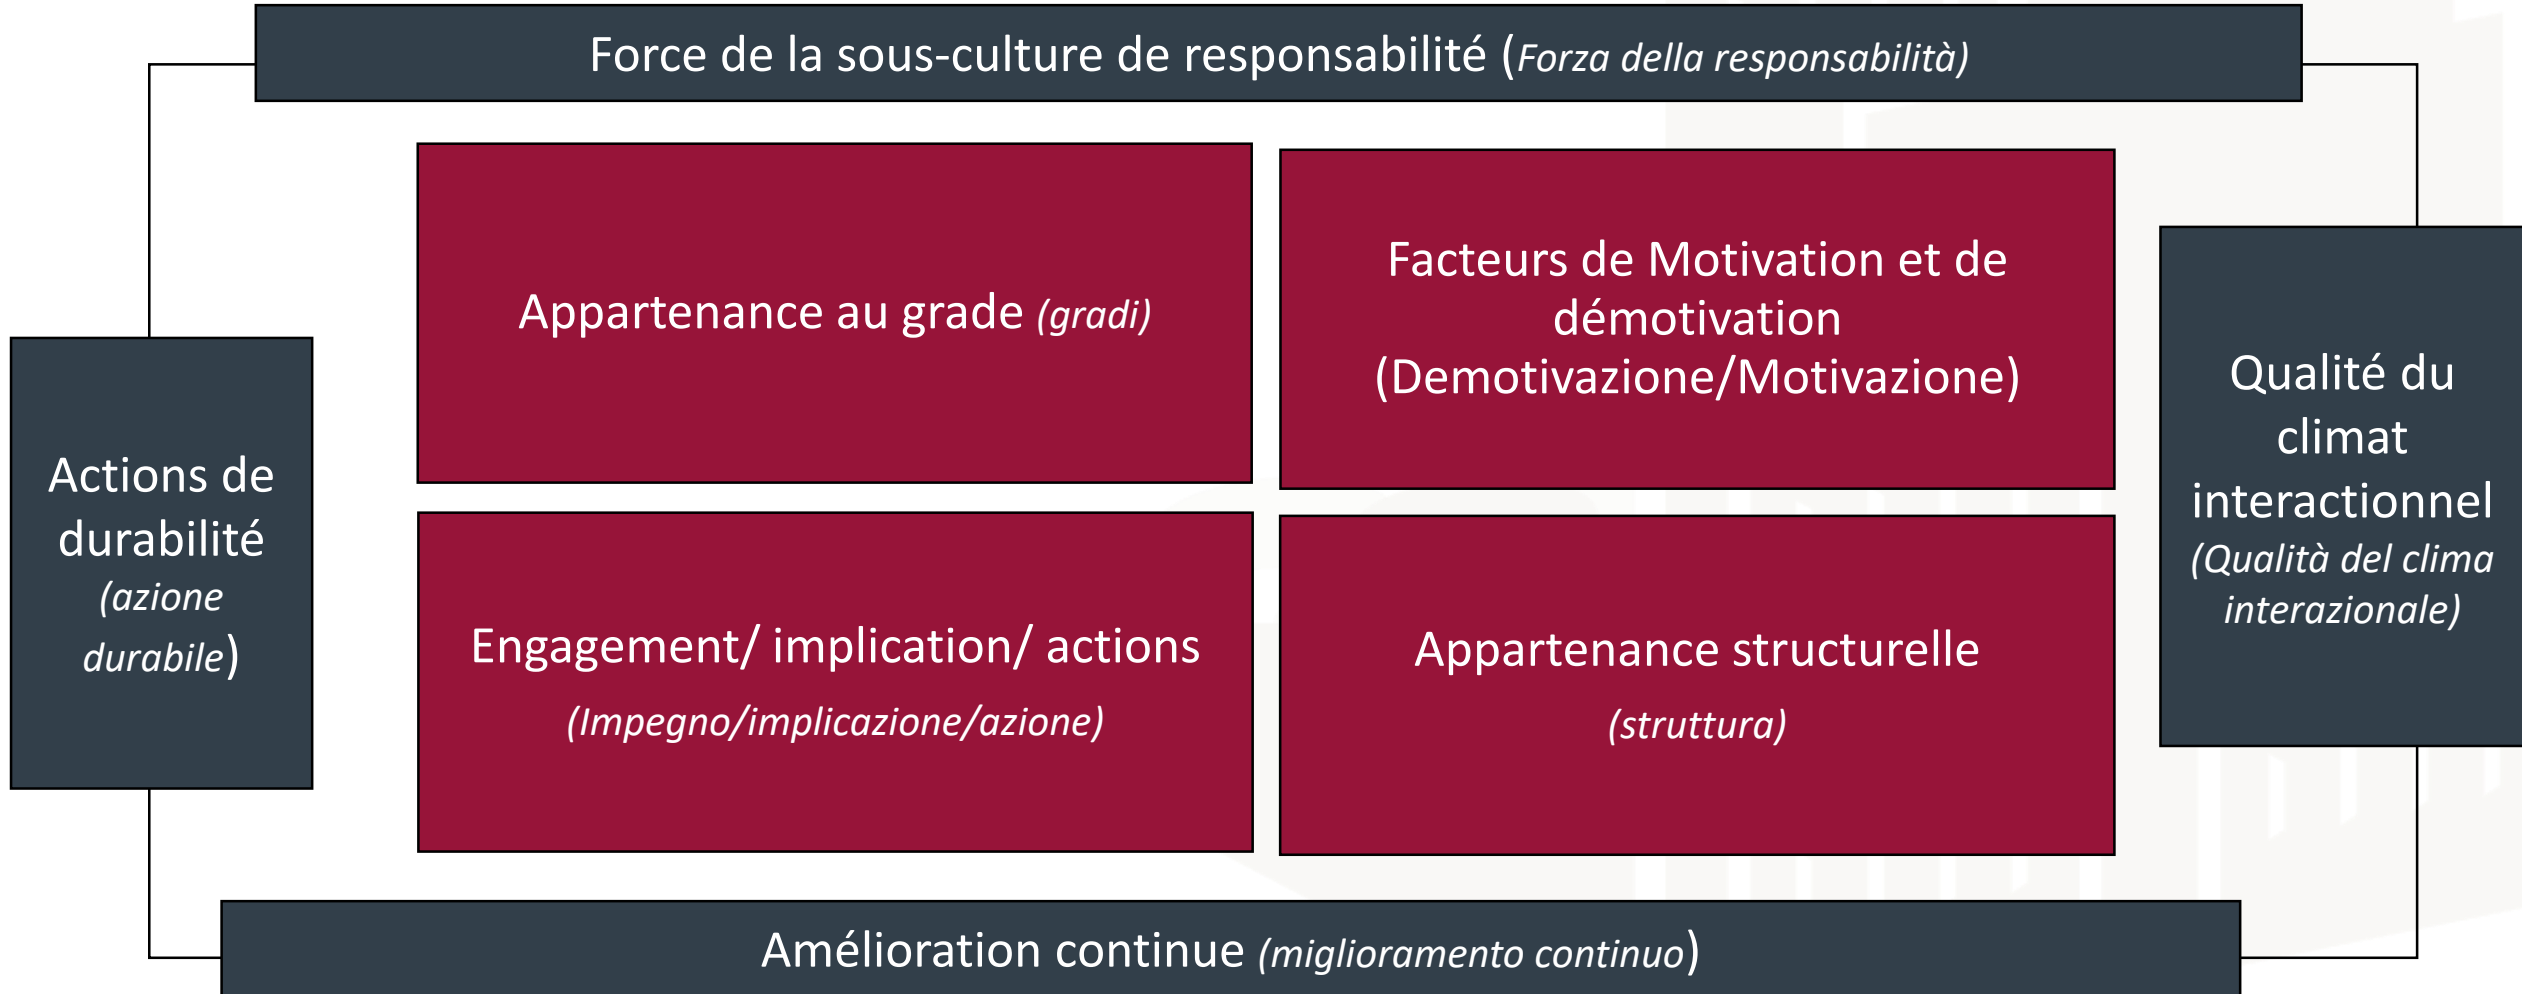 Force de la sous-culture de responsabilité (Forza della responsabilità)
Appartenance au grade (gradi)
Facteurs de Motivation et de
démotivation
(Demotivazione/Motivazione)
Actions de
durabilité
(azione
durabile)
Qualité du
climat
interactionnel
(Qualità del clima
interazionale)
Engagement/ implication/ actions
(Impegno/implicazione/azione)
Appartenance structurelle
(struttura)
Amélioration continue (miglioramento continuo)